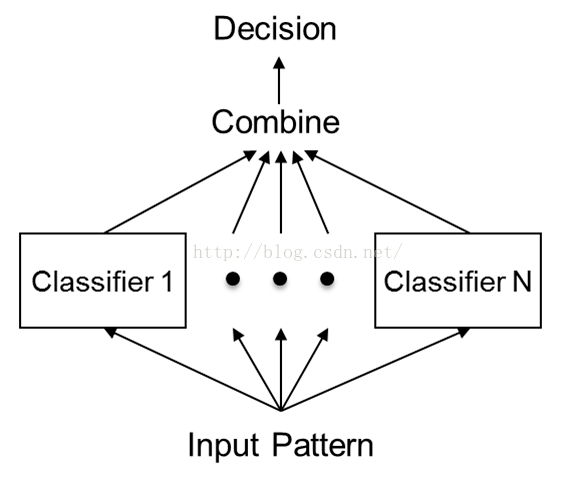 Decision
Combine
http://blog.csdn.net/
Classifier 1
Classifier N
Input Pattern